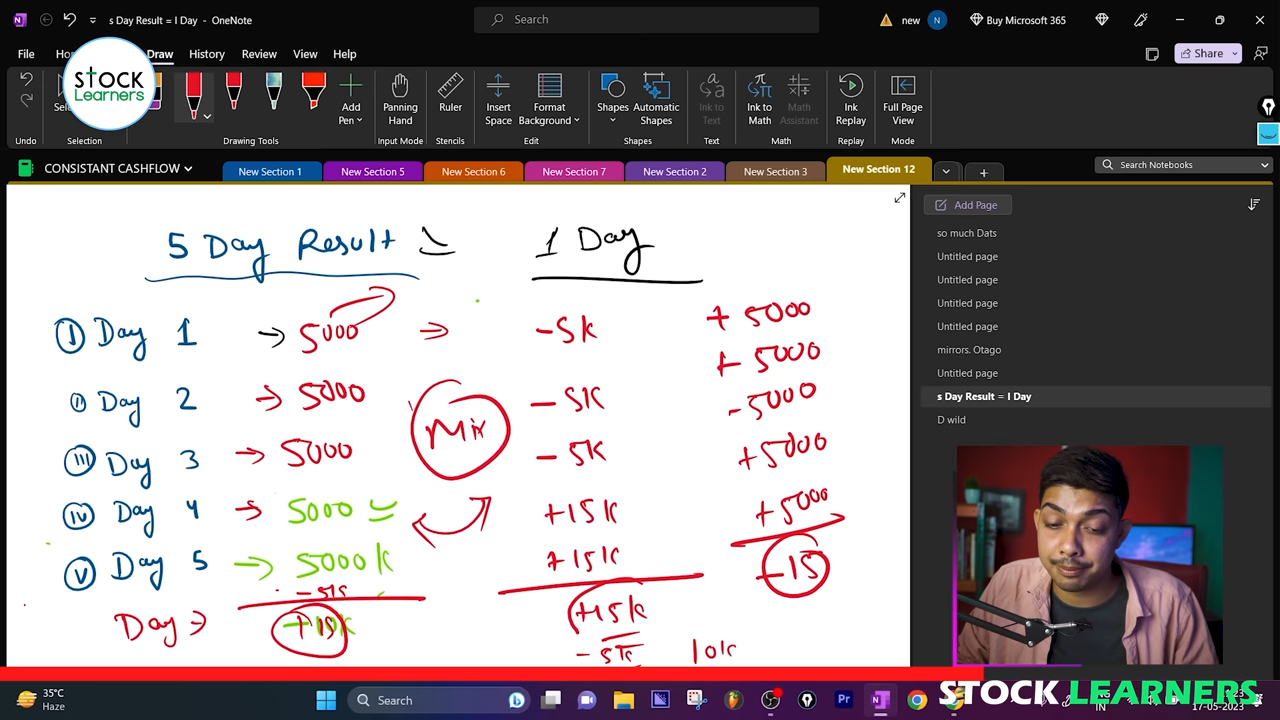 s Day Result = I Day - OneNote
Search
new
N
Buy Microsoft 365
File
Draw
History
Review
View
Help
Share
STOCK
Learners
Undo
Selection
Drawing Tools
Add Pen
Panning Hand
Input Mode
Ruler
Stencils
Insert Space
Format Background
Edit
Shapes
Automatic Shapes
Shapes
Ink to Text
Text
Ink to Math
Math Assistant
Math
Ink Replay
Replay
Full Page View
Mode
CONSISTANT CASHFLOW
New Section 1
New Section 5
New Section 6
New Section 7
New Section 2
New Section 3
New Section 12
Search Notebooks
Add Page
so much Dats
Untitled page
Untitled page
Untitled page
Untitled page
mirrors. Otago
Untitled page
s Day Result = I Day
D wild
5 Day Result
1 Day
I Day 1 → 5000 ⇒ -5k +5000
+5000
II Day 2 → 5000 -5k -5000
Mix
III Day 3 → 5000 -5k +5000
IV Day 4 → 5000 +15k +5000
V Day 5 → 5000k +15k -15
-5k
Day > +15 +15k
-5k 10k
35°C
Haze
Search
Pr
N
IN
17-05-2023
STOCK LEARNERS